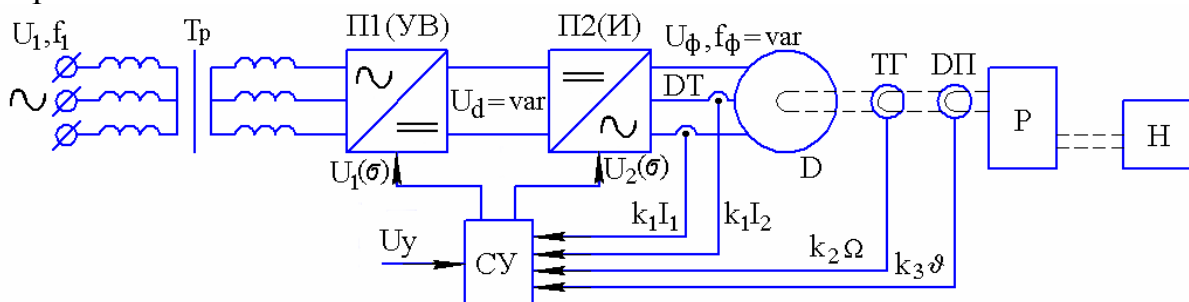 U₁, f₁
Тр
П1(УВ)
П2(И)
Uф, fф = var
ТГ
DП
Ud = var
DT
Р
Н
D
U₁(σ)
U₂(σ)
k₁I₁
k₁I₂
Uу
СУ
k₂Ω
k₃ϑ